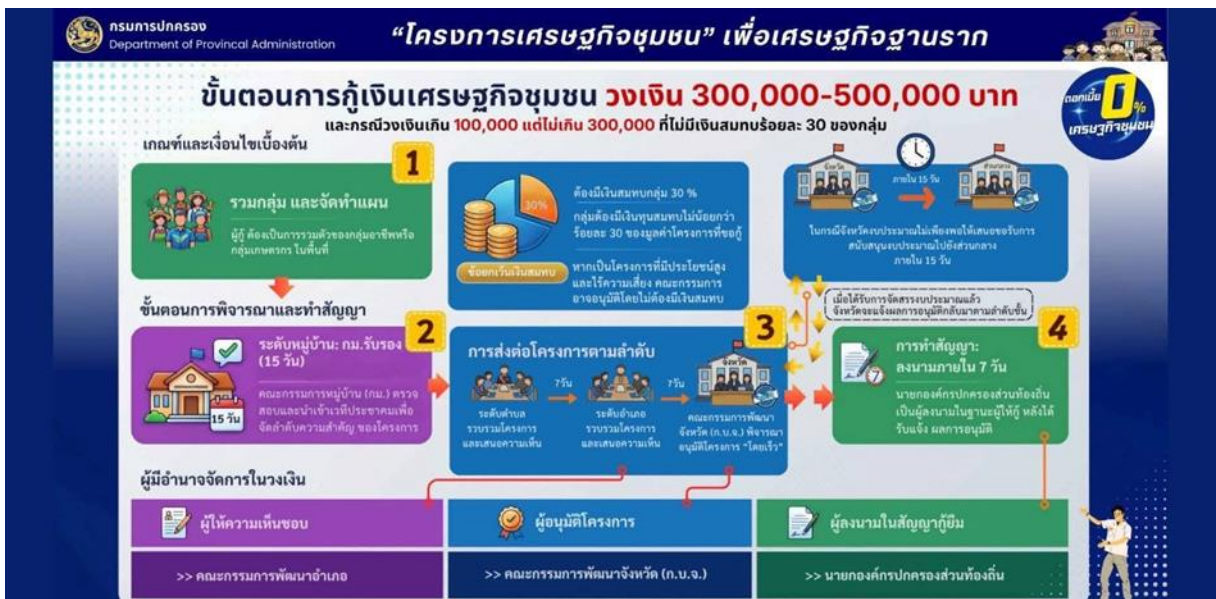 กรมการปกครอง
Department of Provincal Administration
“โครงการเศรษฐกิจชุมชน” เพื่อเศรษฐกิจฐานราก
ขั้นตอนการกู้เงินเศรษฐกิจชุมชน วงเงิน 300,000-500,000 บาท
และกรณีวงเงินเกิน 100,000 แต่ไม่เกิน 300,000 ที่ไม่มีเงินสมทบร้อยละ 30 ของกลุ่ม
ดอกเบี้ย 0%
เศรษฐกิจชุมชน
เกณฑ์และเงื่อนไขเบื้องต้น
1
รวมกลุ่ม และจัดทำแผน
ผู้กู้ ต้องเป็นการรวมตัวของกลุ่มอาชีพหรือ
กลุ่มเกษตรกร ในพื้นที่
30%
ข้อยกเว้นเงินสมทบ
ต้องมีเงินสมทบกลุ่ม 30 %
กลุ่มต้องมีเงินทุนสมทบไม่น้อยกว่า
ร้อยละ 30 ของมูลค่าโครงการที่ขอกู้
หากเป็นโครงการที่มีประโยชน์สูง
และไร้ความเสี่ยง คณะกรรมการ
อาจอนุมัติโดยไม่ต้องมีเงินสมทบ
จังหวัด
ภายใน 15 วัน
ส่วนกลาง
ในกรณีจังหวัดงบประมาณไม่เพียงพอให้เสนอขอรับการ
สนับสนุนงบประมาณไปยังส่วนกลาง
ภายใน 15 วัน
เมื่อได้รับการจัดสรรงบประมาณแล้ว
จังหวัดจะแจ้งผลการอนุมัติกลับมาตามลำดับชั้น
ขั้นตอนการพิจารณาและทำสัญญา
2
ระดับหมู่บ้าน: กม.รับรอง
(15 วัน)
15 วัน
คณะกรรมการหมู่บ้าน (กม.) ตรวจ
สอบและนำเข้าเวทีประชาคมเพื่อ
จัดลำดับความสำคัญ ของโครงการ
3
การส่งต่อโครงการตามลำดับ
7วัน
7วัน
จังหวัด
ระดับตำบล
รวบรวมโครงการ
และเสนอความเห็น
ระดับอำเภอ
รวบรวมโครงการ
และเสนอความเห็น
คณะกรรมการพัฒนา
จังหวัด (ก.บ.จ.) พิจารณา
อนุมัติโครงการ “โดยเร็ว”
4
การทำสัญญา:
ลงนามภายใน 7 วัน
7
นายกองค์กรปกครองส่วนท้องถิ่น
เป็นผู้ลงนามในฐานะผู้ให้กู้ หลังได้
รับแจ้ง ผลการอนุมัติ
ผู้มีอำนาจจัดการในวงเงิน
ผู้ให้ความเห็นชอบ
ผู้อนุมัติโครงการ
ผู้ลงนามในสัญญากู้ยืม
>> คณะกรรมการพัฒนาอำเภอ
>> คณะกรรมการพัฒนาจังหวัด (ก.บ.จ.)
>> นายกองค์กรปกครองส่วนท้องถิ่น